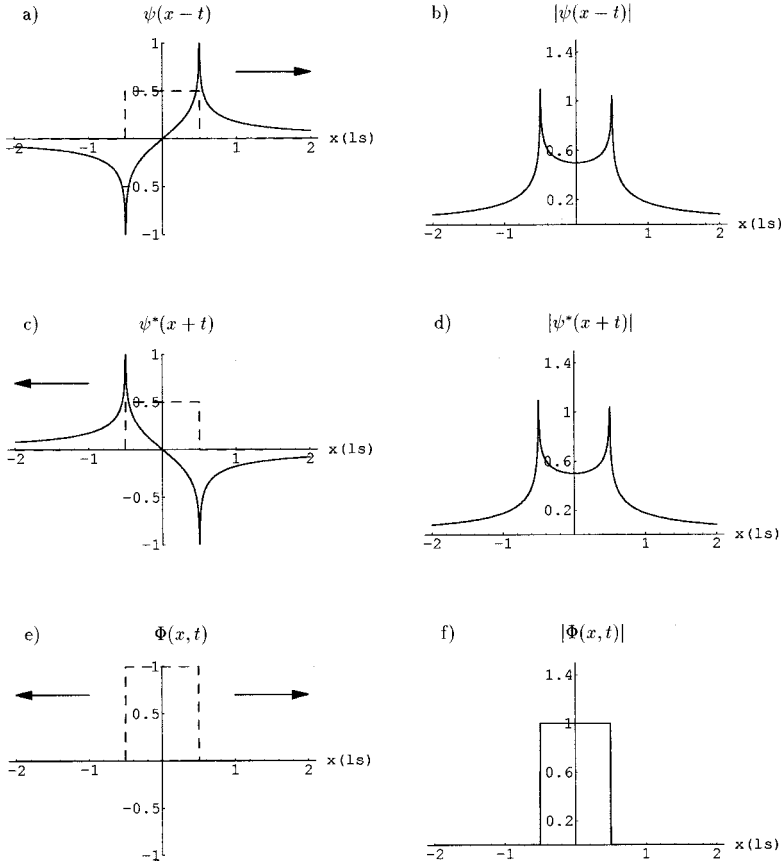 a) ψ(x − t)
1
0.5
-2 -1 1 2 x(ls)
-0.5
-1
b) |ψ(x − t)|
1.4
1
0.6
0.2
-2 -1 1 2 x(ls)
c) ψ*(x + t)
1
0.5
-2 -1 1 2 x(ls)
-0.5
-1
d) |ψ*(x + t)|
1.4
1
0.6
0.2
-2 -1 1 2 x(ls)
e) Φ(x, t)
1
0.5
-2 -1 1 2 x(ls)
-0.5
-1
f) |Φ(x, t)|
1.4
1
0.6
0.2
-2 -1 1 2 x(ls)